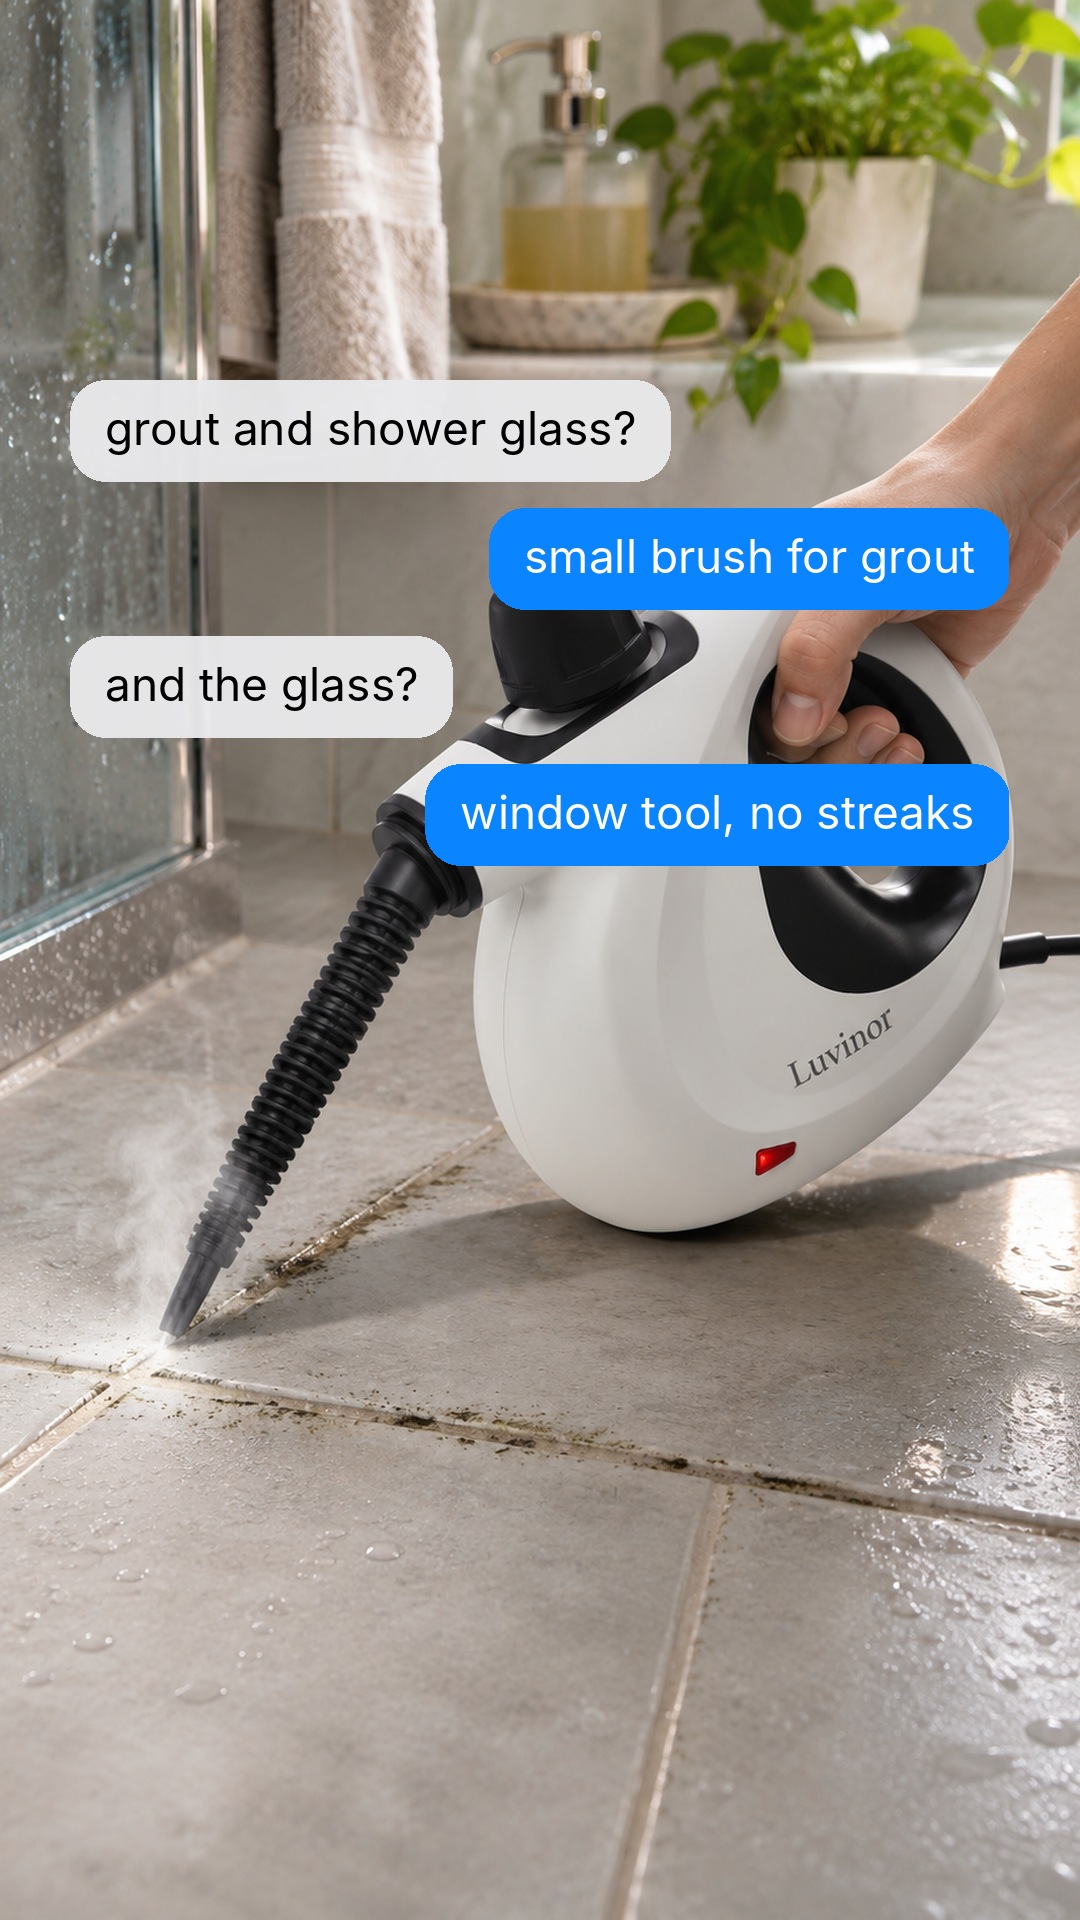 grout and shower glass?
small brush for grout
and the glass?
window tool, no streaks
Luvinor